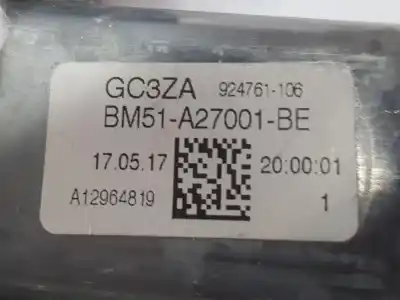 GC3ZA 924761-106
BM51-A27001-BE
17.05.17 20:00:01
A12964819 1